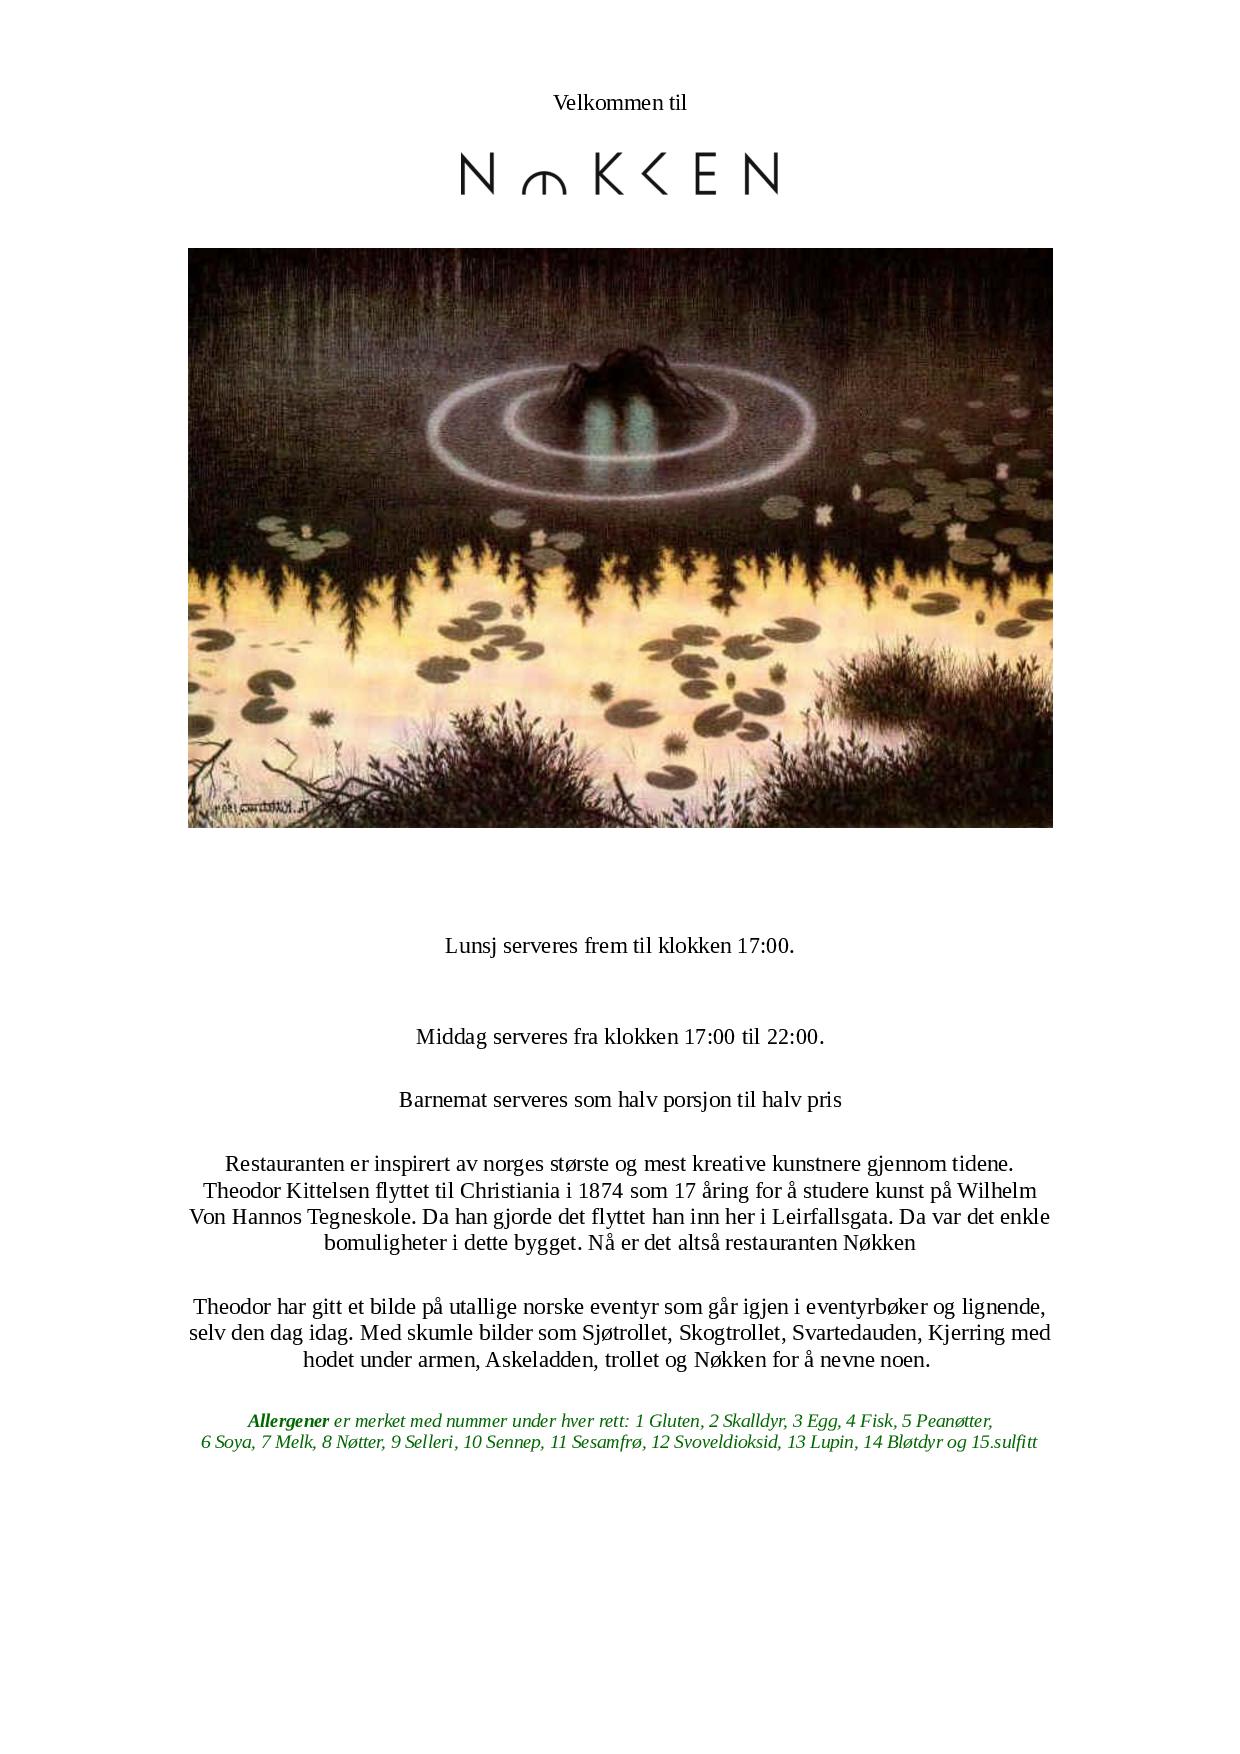 Velkommen til
NØKKEN
Lunsj serveres frem til klokken 17:00.
Middag serveres fra klokken 17:00 til 22:00.
Barnemat serveres som halv porsjon til halv pris
Restauranten er inspirert av norges største og mest kreative kunstnere gjennom tidene.
Theodor Kittelsen flyttet til Christiania i 1874 som 17 åring for å studere kunst på Wilhelm
Von Hannos Tegneskole. Da han gjorde det flyttet han inn her i Leirfallsgata. Da var det enkle
bomuligheter i dette bygget. Nå er det altså restauranten Nøkken
Theodor har gitt et bilde på utallige norske eventyr som går igjen i eventyrbøker og lignende,
selv den dag idag. Med skumle bilder som Sjøtrollet, Skogtrollet, Svartedauden, Kjerring med
hodet under armen, Askeladden, trollet og Nøkken for å nevne noen.
Allergener er merket med nummer under hver rett: 1 Gluten, 2 Skalldyr, 3 Egg, 4 Fisk, 5 Peanøtter,
6 Soya, 7 Melk, 8 Nøtter, 9 Selleri, 10 Sennep, 11 Sesamfrø, 12 Svoveldioksid, 13 Lupin, 14 Bløtdyr og 15.sulfitt